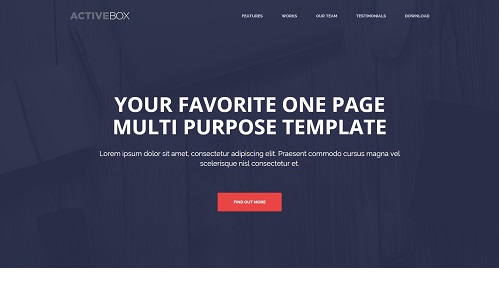 ACTIVEBOX
FEATURES WORKS OUR TEAM TESTIMONIALS DOWNLOAD
YOUR FAVORITE ONE PAGE
MULTI PURPOSE TEMPLATE
Lorem ipsum dolor sit amet, consectetur adipiscing elit. Praesent commodo cursus magna vel
scelerisque nisl consectetur et.
FIND OUT MORE